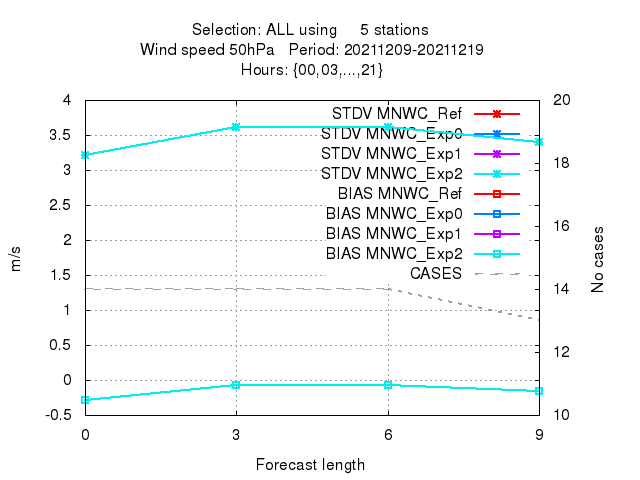 Selection: ALL using     5 stations
Wind speed 50hPa   Period: 20211209-20211219
Hours: {00,03,...,21}
4
3.5
3
2.5
2
1.5
1
0.5
0
-0.5
m/s
STDV MNWC_Ref
STDV MNWC_Exp0
STDV MNWC_Exp1
STDV MNWC_Exp2
BIAS MNWC_Ref
BIAS MNWC_Exp0
BIAS MNWC_Exp1
BIAS MNWC_Exp2
CASES
20
18
16
14
12
10
No cases
0 3 6 9
Forecast length